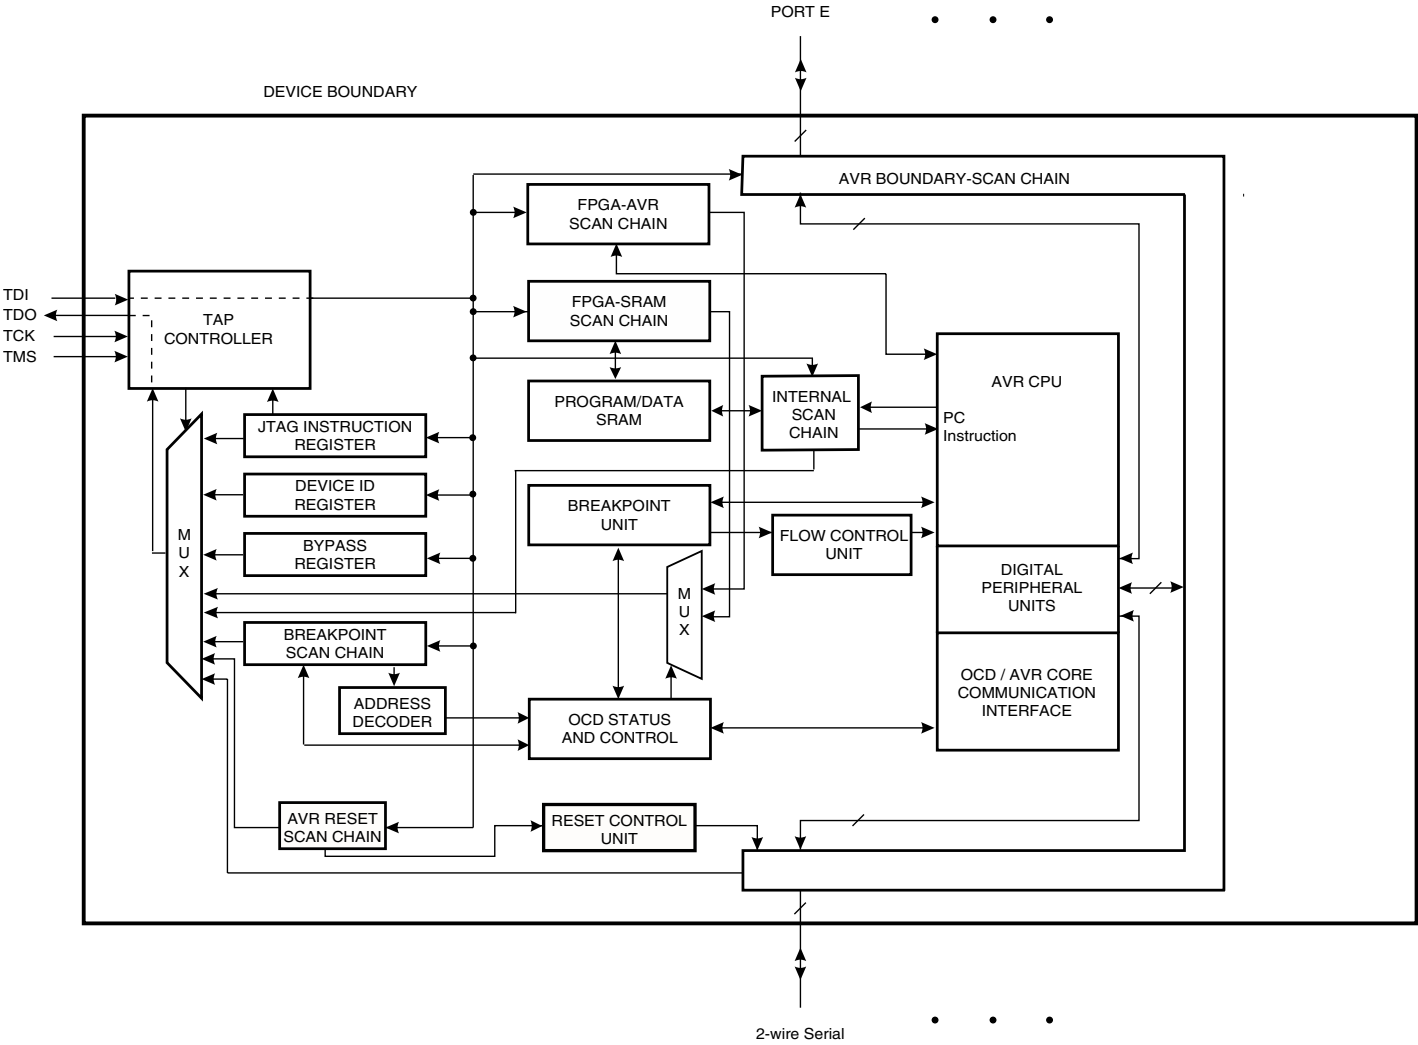 PORT E
DEVICE BOUNDARY
AVR BOUNDARY-SCAN CHAIN
FPGA-AVR
SCAN CHAIN
TDI
TDO
TCK
TMS
TAP
CONTROLLER
FPGA-SRAM
SCAN CHAIN
PROGRAM/DATA
SRAM
INTERNAL
SCAN
CHAIN
AVR CPU
PC
Instruction
JTAG INSTRUCTION
REGISTER
DEVICE ID
REGISTER
BREAKPOINT
UNIT
FLOW CONTROL
UNIT
BYPASS
REGISTER
M
U
X
M
U
X
DIGITAL
PERIPHERAL
UNITS
BREAKPOINT
SCAN CHAIN
ADDRESS
DECODER
OCD STATUS
AND CONTROL
OCD / AVR CORE
COMMUNICATION
INTERFACE
AVR RESET
SCAN CHAIN
RESET CONTROL
UNIT
2-wire Serial